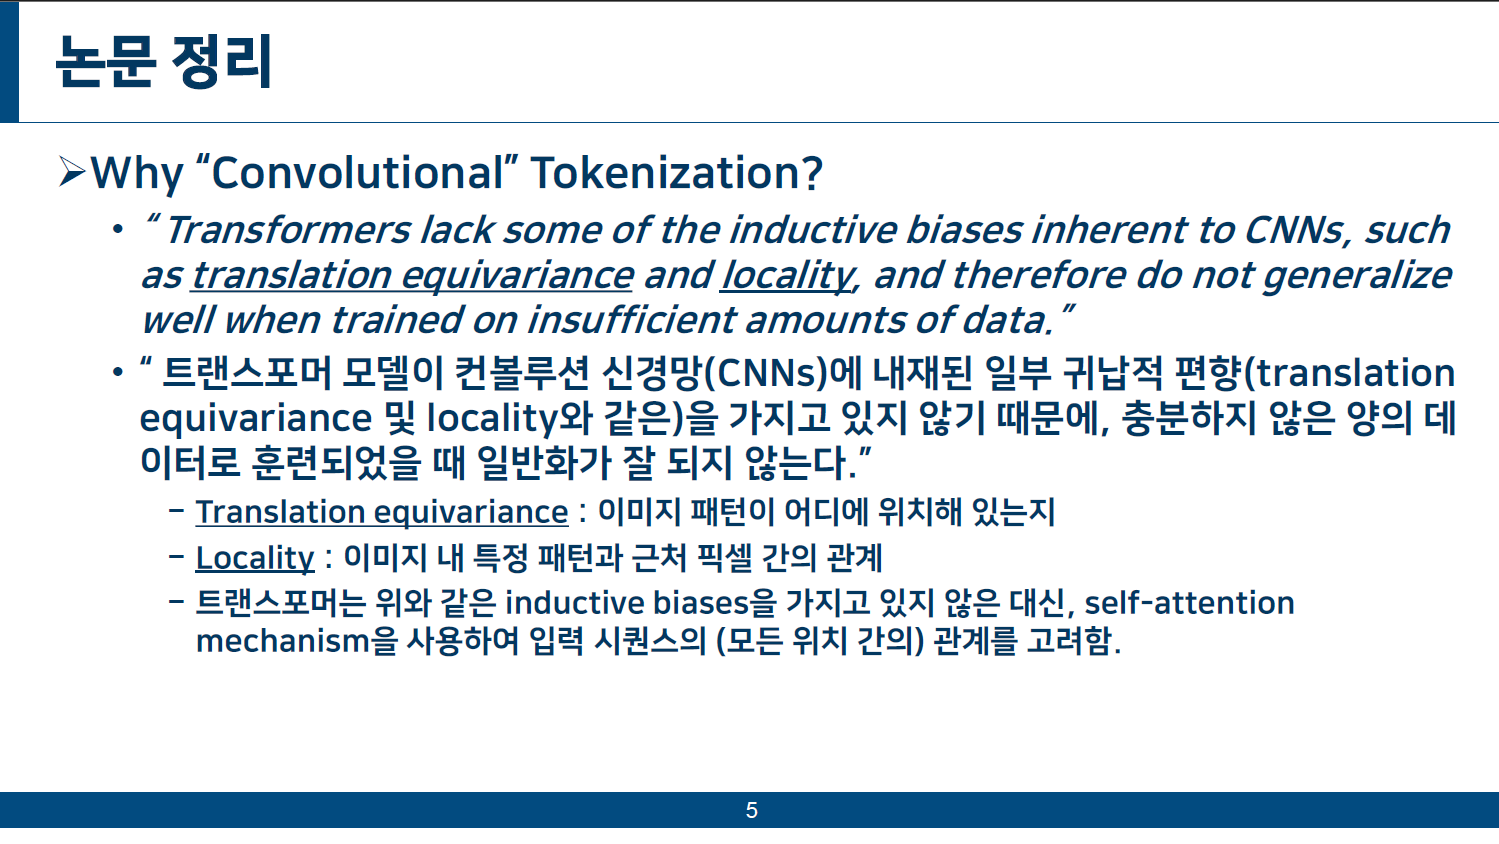 논문 정리
➢Why “Convolutional” Tokenization?
• “ Transformers lack some of the inductive biases inherent to CNNs, such
as translation equivariance and locality, and therefore do not generalize
well when trained on insufficient amounts of data.”
• “ 트랜스포머 모델이 컨볼루션 신경망(CNNs)에 내재된 일부 귀납적 편향(translation
equivariance 및 locality와 같은)을 가지고 있지 않기 때문에, 충분하지 않은 양의 데
이터로 훈련되었을 때 일반화가 잘 되지 않는다.”
– Translation equivariance : 이미지 패턴이 어디에 위치해 있는지
– Locality : 이미지 내 특정 패턴과 근처 픽셀 간의 관계
– 트랜스포머는 위와 같은 inductive biases을 가지고 있지 않은 대신, self-attention
mechanism을 사용하여 입력 시퀀스의 (모든 위치 간의) 관계를 고려함.
5